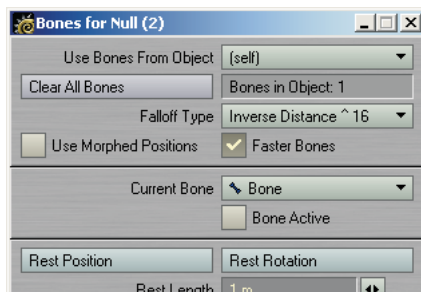 Bones for Null (2)
Use Bones From Object (self)
Clear All Bones Bones in Object: 1
Falloff Type Inverse Distance ^ 16
Use Morphed Positions Faster Bones
Current Bone Bone
Bone Active
Rest Position Rest Rotation
Rest Length 1 m